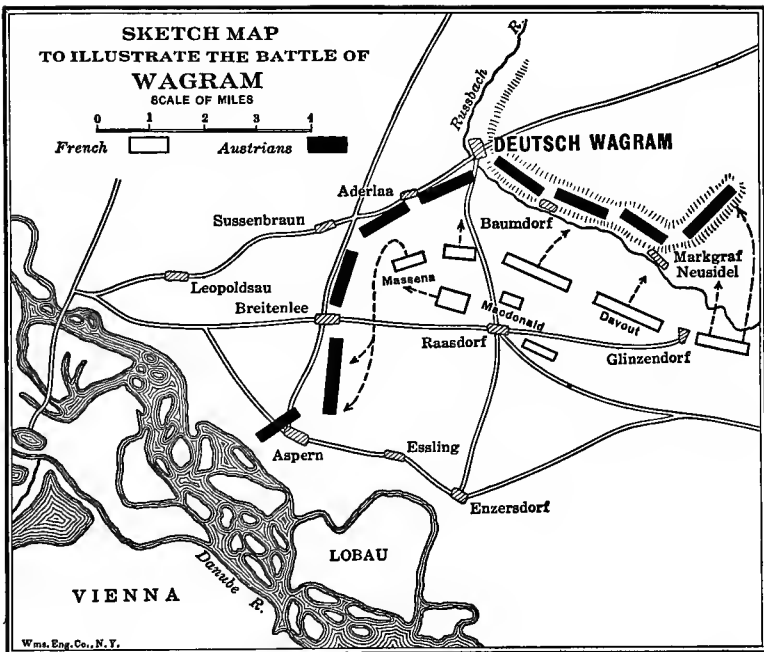 SKETCH MAP
TO ILLUSTRATE THE BATTLE OF
WAGRAM
SCALE OF MILES
0 1 2 3 4
French Austrians
Russbach R.
DEUTSCH WAGRAM
Aderlaa
Sussenbraun
Baumdorf
Markgraf
Neusidel
Massena
Leopoldsau
Breitenlee
Macdonald
Davout
Raasdorf
Glinzendorf
Aspern
Essling
Enzersdorf
LOBAU
Danube R.
VIENNA
Wms. Eng. Co., N. Y.